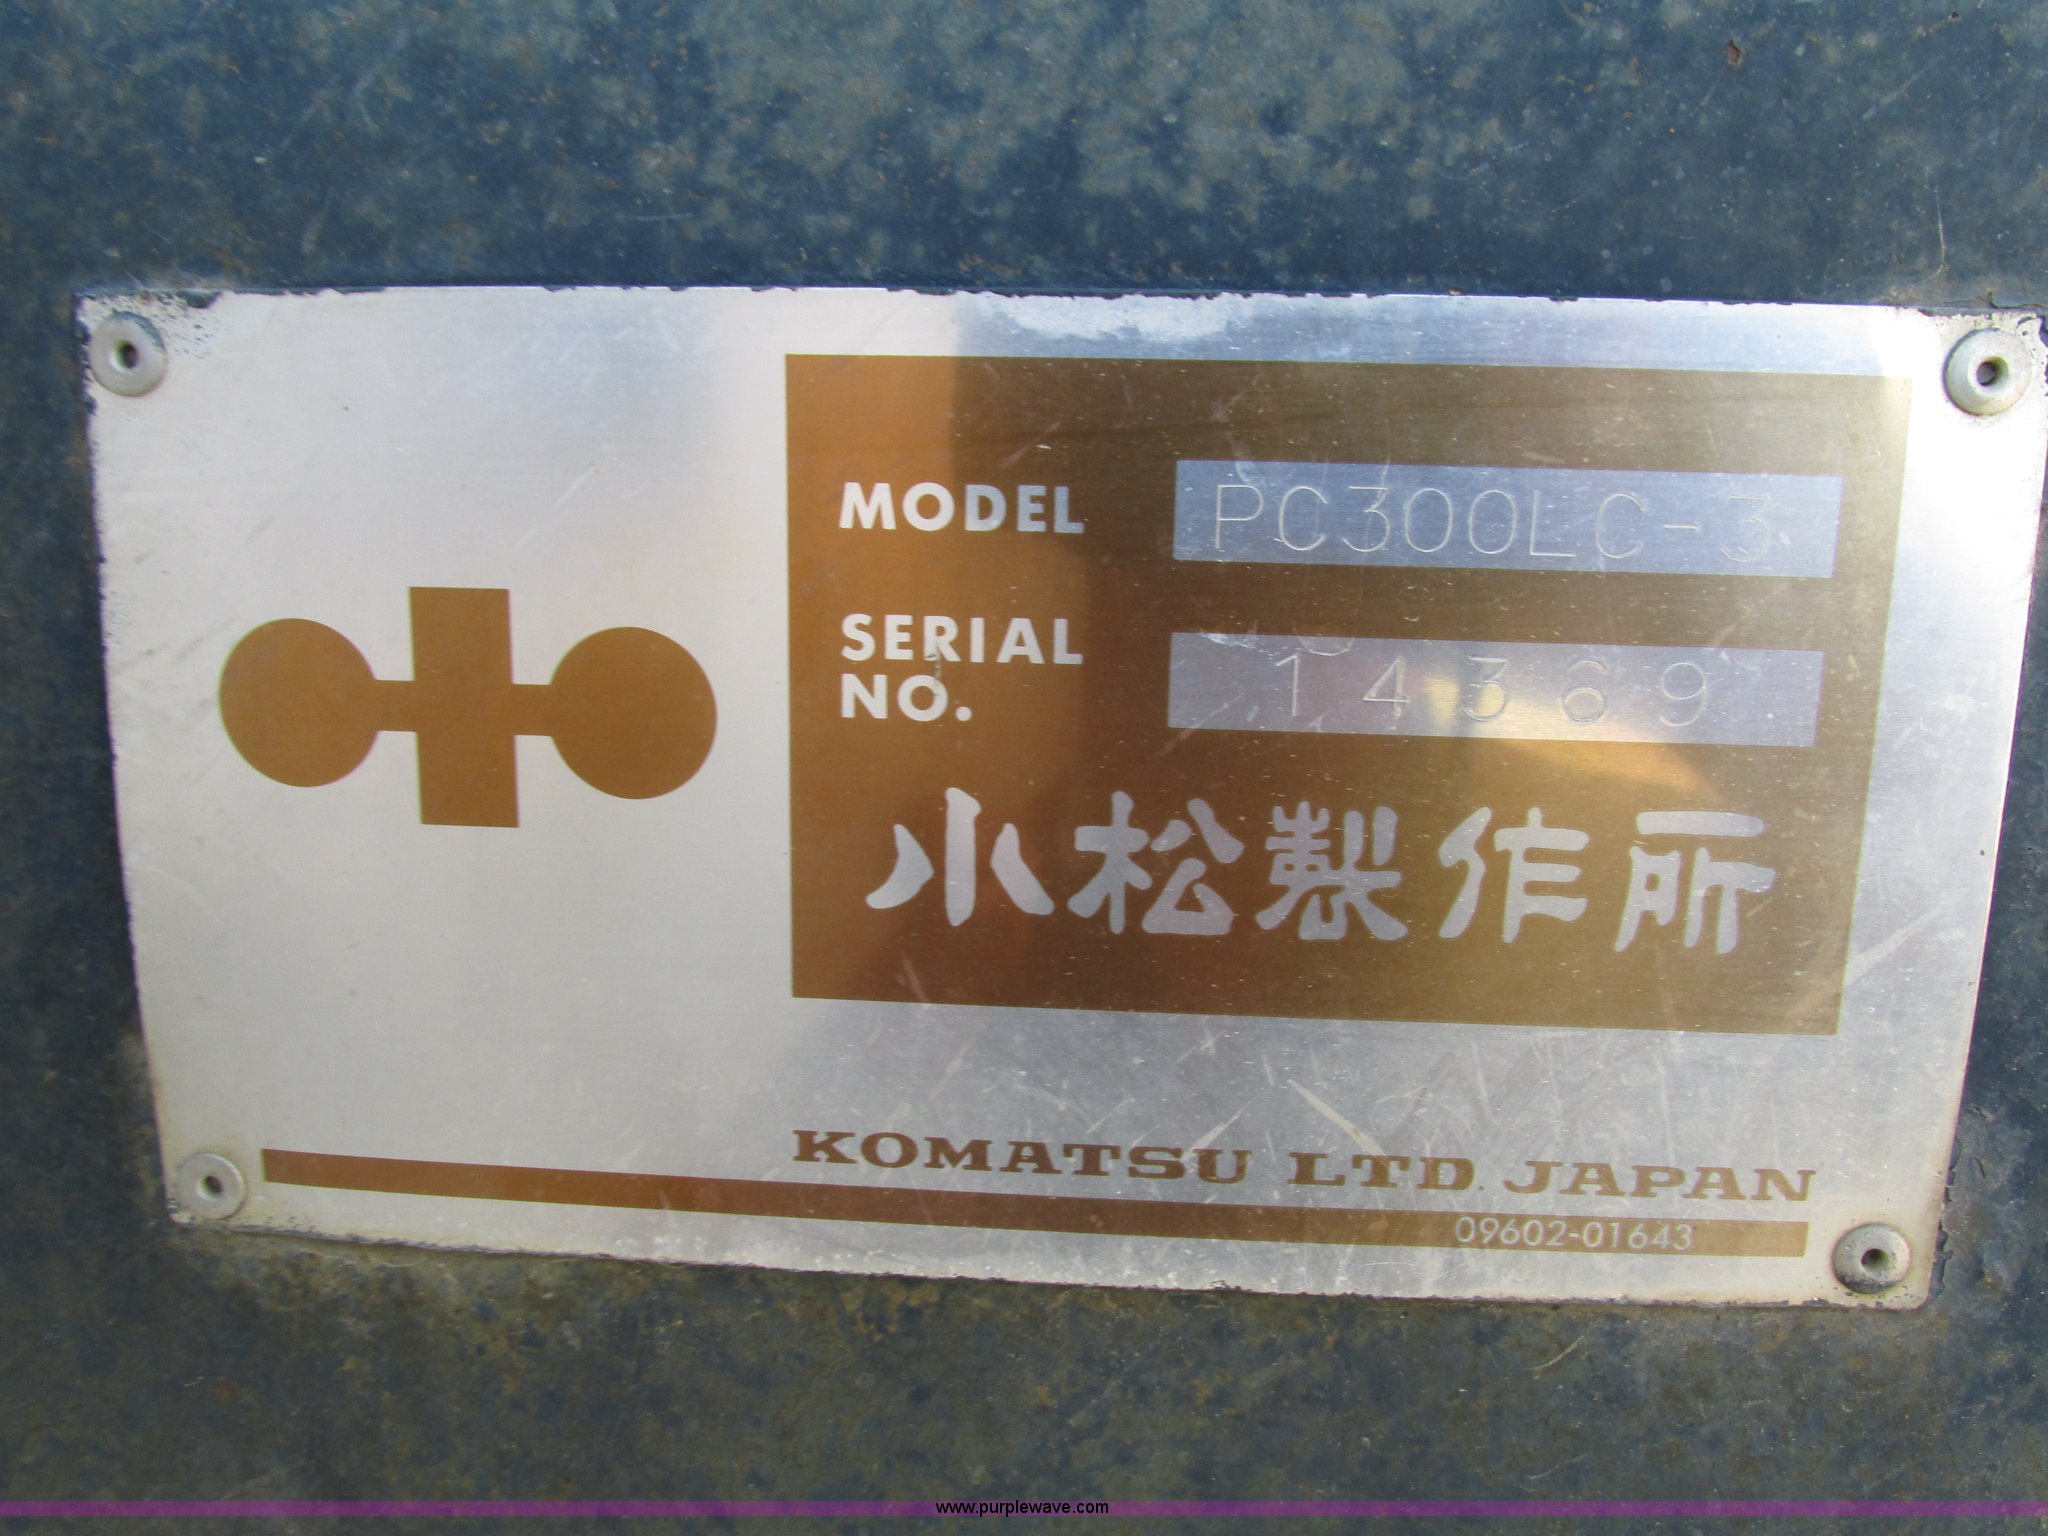 MODEL PC300LC-3
SERIAL NO. 14369
小松製作所
KOMATSU LTD. JAPAN
09602-01643
www.purplewave.com